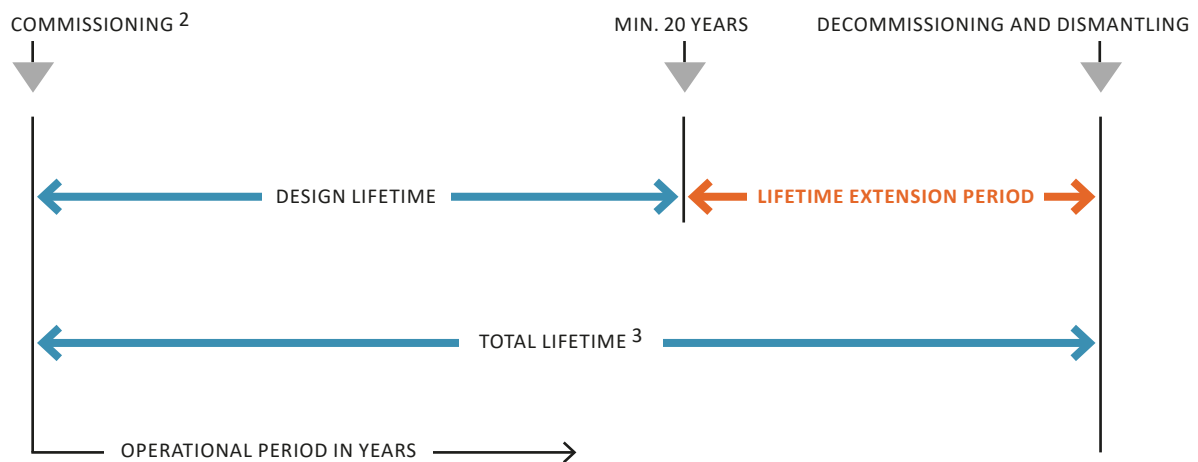 COMMISSIONING 2
MIN. 20 YEARS
DECOMMISSIONING AND DISMANTLING
DESIGN LIFETIME
LIFETIME EXTENSION PERIOD
TOTAL LIFETIME 3
OPERATIONAL PERIOD IN YEARS